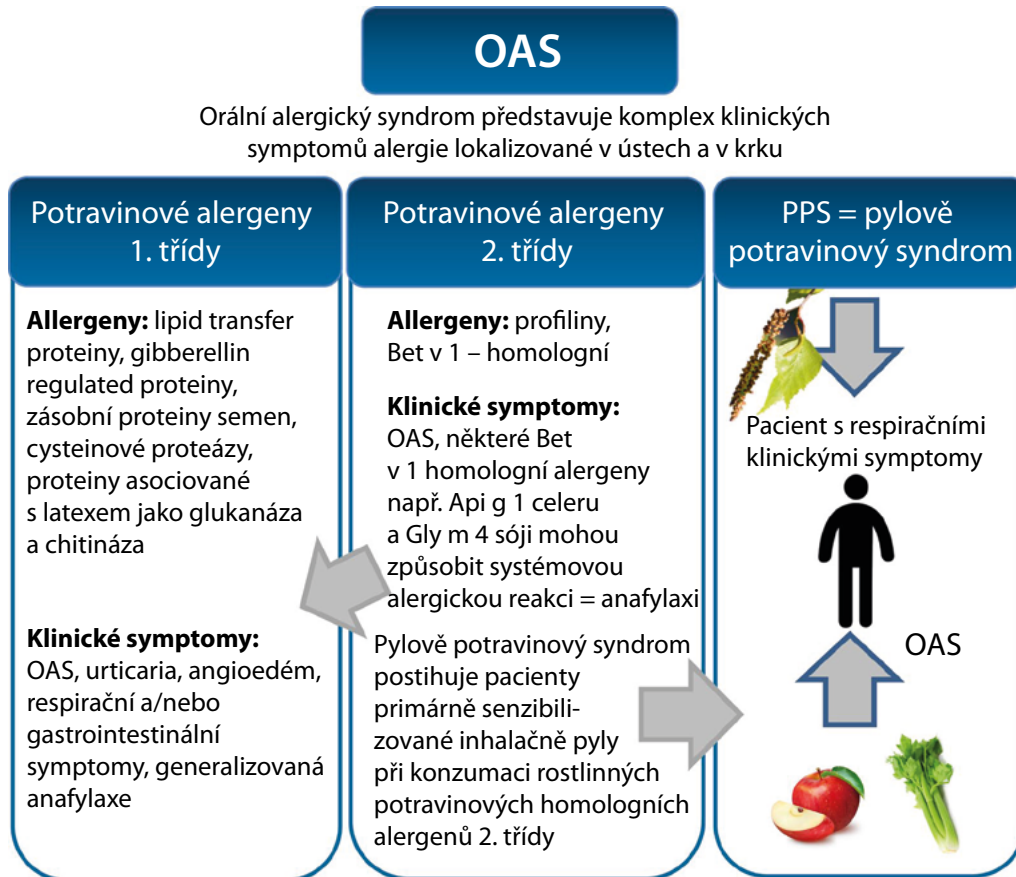 OAS
Orální alergický syndrom představuje komplex klinických
symptomů alergie lokalizované v ústech a v krku
Potravinové alergeny
1. třídy
Allergeny: lipid transfer
proteiny, gibberellin
regulated proteiny,
zásobní proteiny semen,
cysteinové proteázy,
proteiny asociované
s latexem jako glukanáza
a chitináza
Klinické symptomy:
OAS, urticaria, angioedém,
respirační a/nebo
gastrointestinální
symptomy, generalizovaná
anafylaxe
Potravinové alergeny
2. třídy
Allergeny: profiliny,
Bet v 1 – homologní
Klinické symptomy:
OAS, některé Bet
v 1 homologní alergeny
např. Api g 1 celeru
a Gly m 4 sóji mohou
způsobit systémovou
alergickou reakci = anafylaxi
Pylově potravinový syndrom
postihuje pacienty
primárně senzibili-
zované inhalačně pyly
při konzumaci rostlinných
potravinových homologních
alergenů 2. třídy
PPS = pylově
potravinový syndrom
Pacient s respiračními
klinickými symptomy
OAS